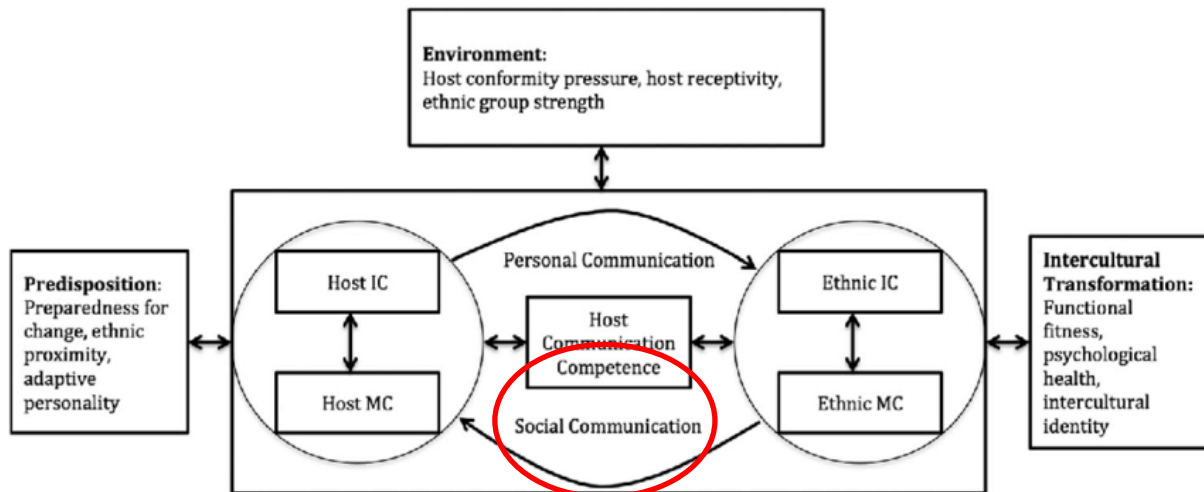 Environment:
Host conformity pressure, host receptivity,
ethnic group strength
Predisposition:
Preparedness for
change, ethnic
proximity,
adaptive
personality
Host IC
Host MC
Personal Communication
Host
Communication
Competence
Social Communication
Ethnic IC
Ethnic MC
Intercultural
Transformation:
Functional
fitness,
psychological
health,
intercultural
identity